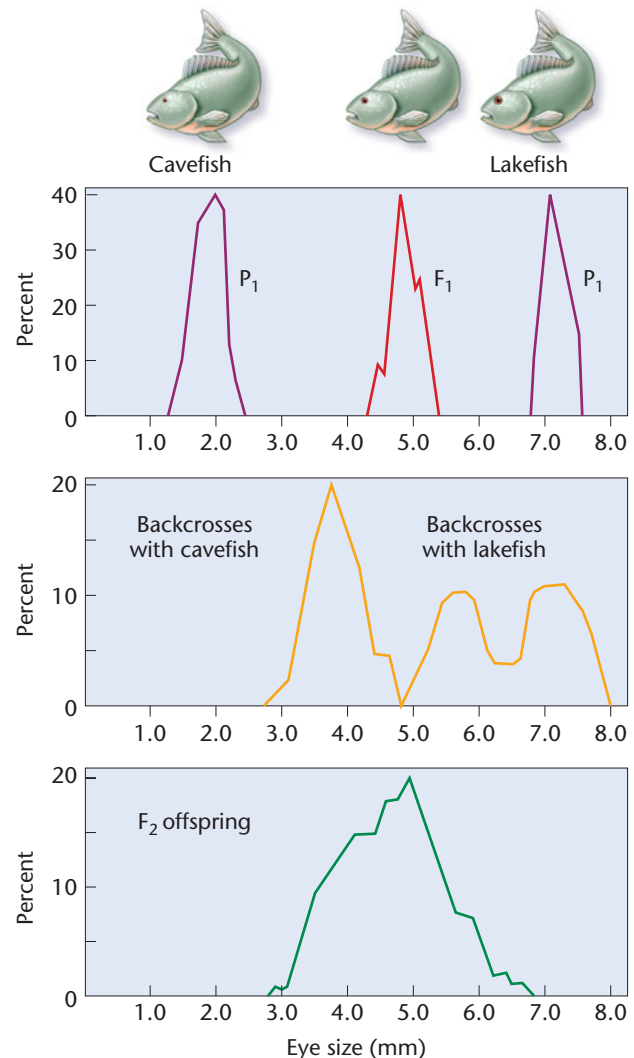 Cavefish
Lakefish
40
30
20
10
0
Percent
P1
F1
P1
1.0 2.0 3.0 4.0 5.0 6.0 7.0 8.0
20
10
0
Percent
Backcrosses
with cavefish
Backcrosses
with lakefish
1.0 2.0 3.0 4.0 5.0 6.0 7.0 8.0
20
10
0
Percent
F2 offspring
1.0 2.0 3.0 4.0 5.0 6.0 7.0 8.0
Eye size (mm)